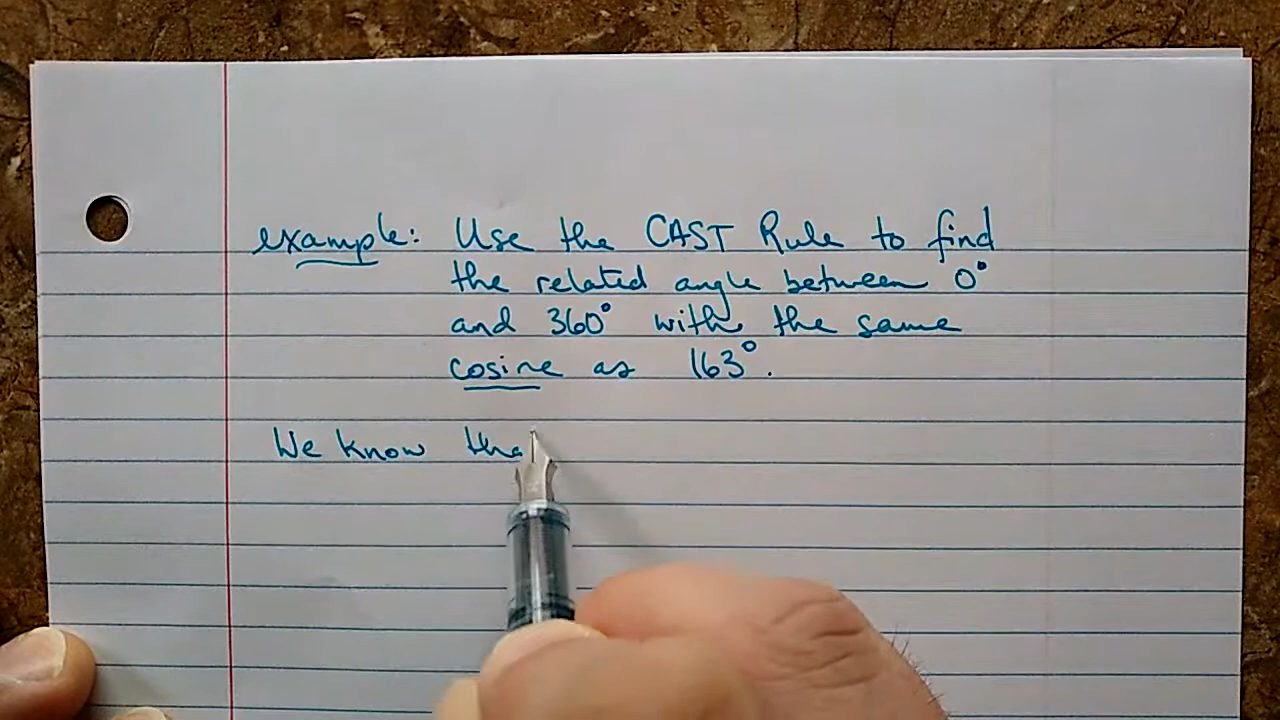 example: Use the CAST Rule to find
the related angle between 0°
and 360° with the same
cosine as 163°.
We know tha